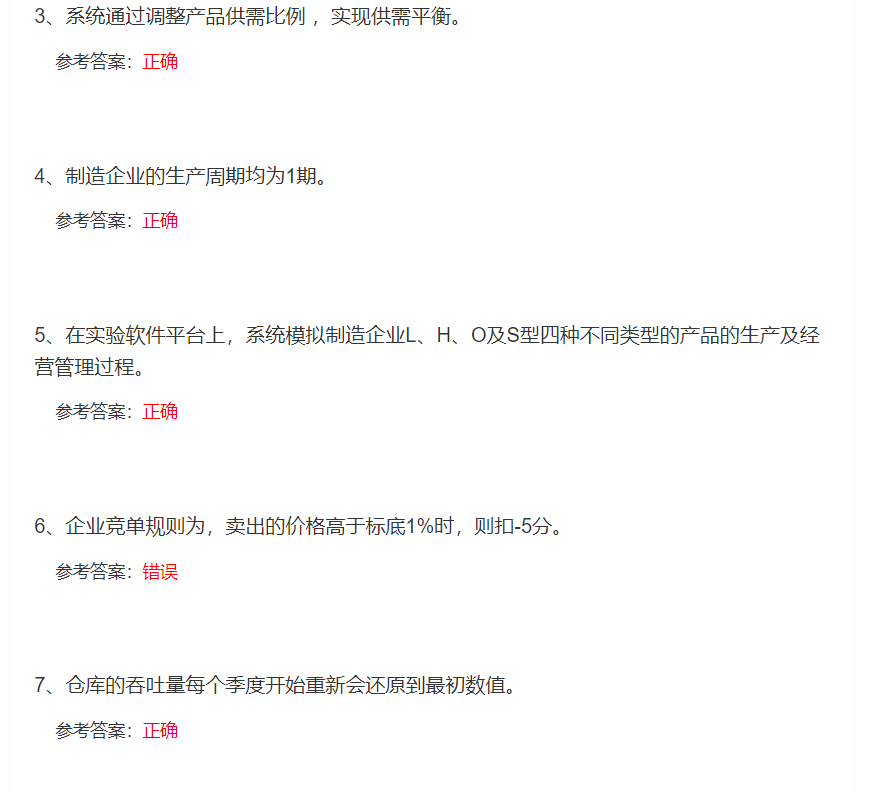 3、系统通过调整产品供需比例 ，实现供需平衡。
参考答案：正确
4、制造企业的生产周期均为1期。
参考答案：正确
5、在实验软件平台上，系统模拟制造企业L、H、O及S型四种不同类型的产品的生产及经
营管理过程。
参考答案：正确
6、企业竞单规则为，卖出的价格高于标底1%时，则扣-5分。
参考答案：错误
7、仓库的吞吐量每个季度开始重新会还原到最初数值。
参考答案：正确